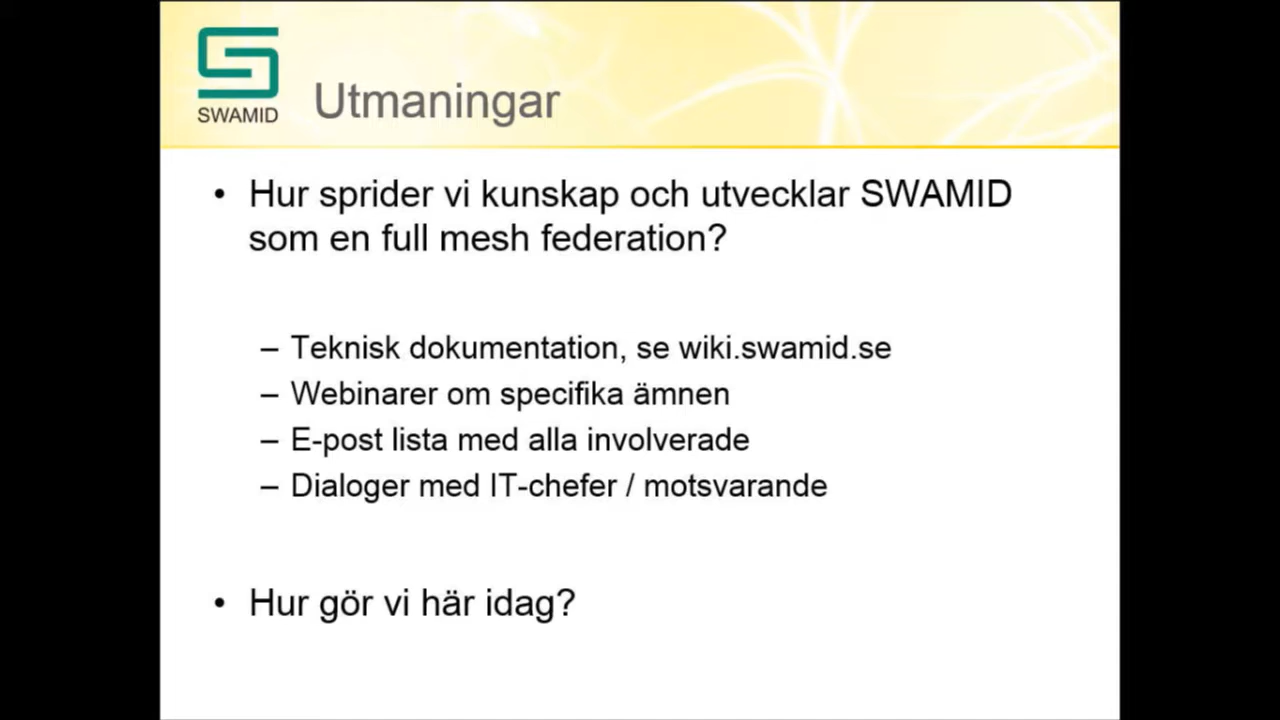 SWAMID
Utmaningar
• Hur sprider vi kunskap och utvecklar SWAMID
som en full mesh federation?
– Teknisk dokumentation, se wiki.swamid.se
– Webinarer om specifika ämnen
– E-post lista med alla involverade
– Dialoger med IT-chefer / motsvarande
• Hur gör vi här idag?